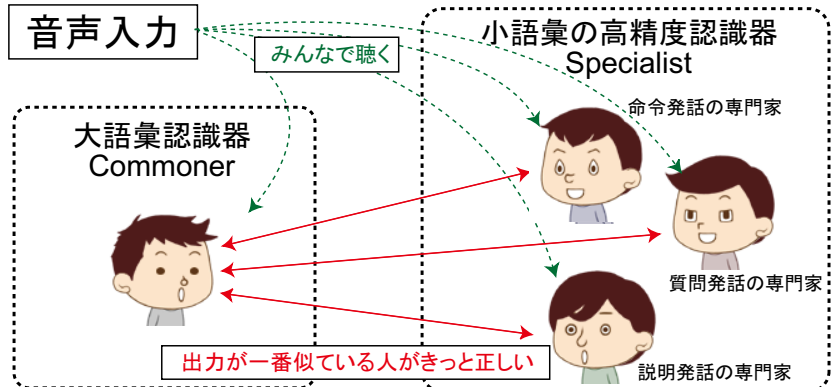 音声入力
みんなで聴く
大語彙認識器
Commoner
小語彙の高精度認識器
Specialist
命令発話の専門家
質問発話の専門家
説明発話の専門家
出力が一番似ている人がきっと正しい